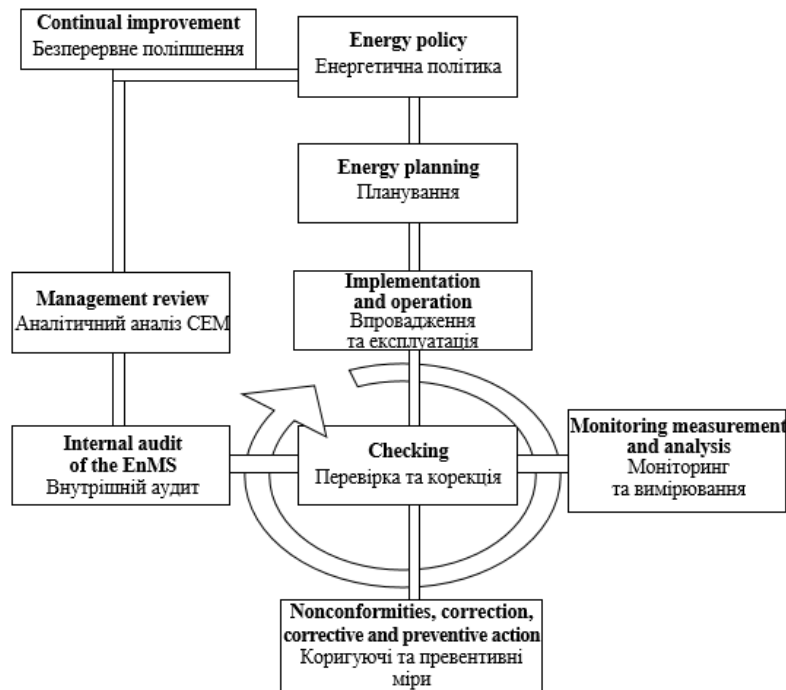 Continual improvement
Безперервне поліпшення
Energy policy
Енергетична політика
Energy planning
Планування
Implementation
and operation
Впровадження
та експлуатація
Management review
Аналітичний аналіз СЕМ
Internal audit
of the EnMS
Внутрішній аудит
Checking
Перевірка та корекція
Monitoring measurement
and analysis
Моніторинг
та вимірювання
Nonconformities, correction,
corrective and preventive action
Коригуючі та превентивні
міри